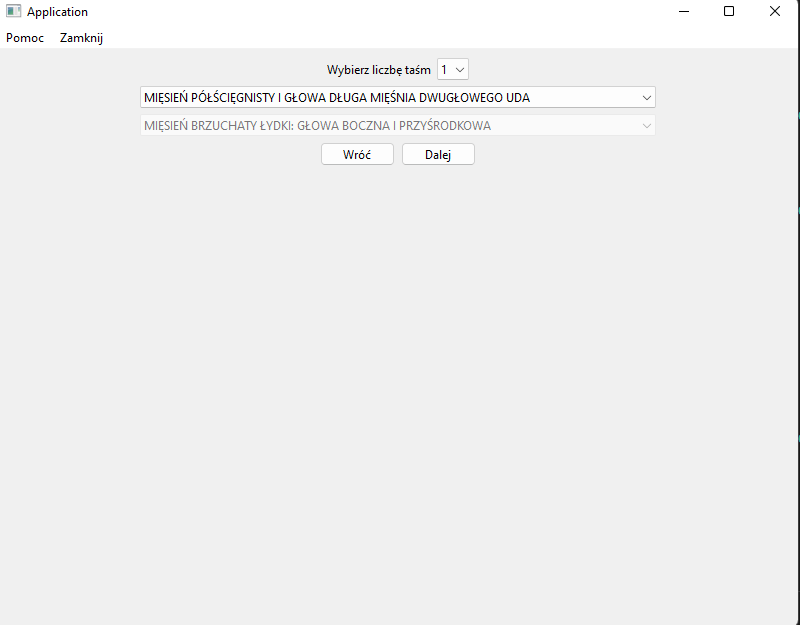 Application
Pomoc Zamknij
Wybierz liczbę taśm 1
MIĘSIEŃ PÓŁŚCIĘGNISTY I GŁOWA DŁUGA MIĘŚNIA DWUGŁOWEGO UDA
MIĘSIEŃ BRZUCHATY ŁYDKI: GŁOWA BOCZNA I PRZYŚRODKOWA
Wróć Dalej